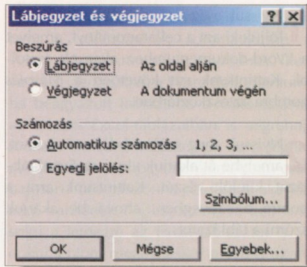 Lábjegyzet és végjegyzet
Beszúrás
Lábjegyzet Az oldal alján
Végjegyzet A dokumentum végén
Számozás
Automatikus számozás 1, 2, 3, ...
Egyedi jelölés:
Szimbólum...
OK Mégse Egyebek...